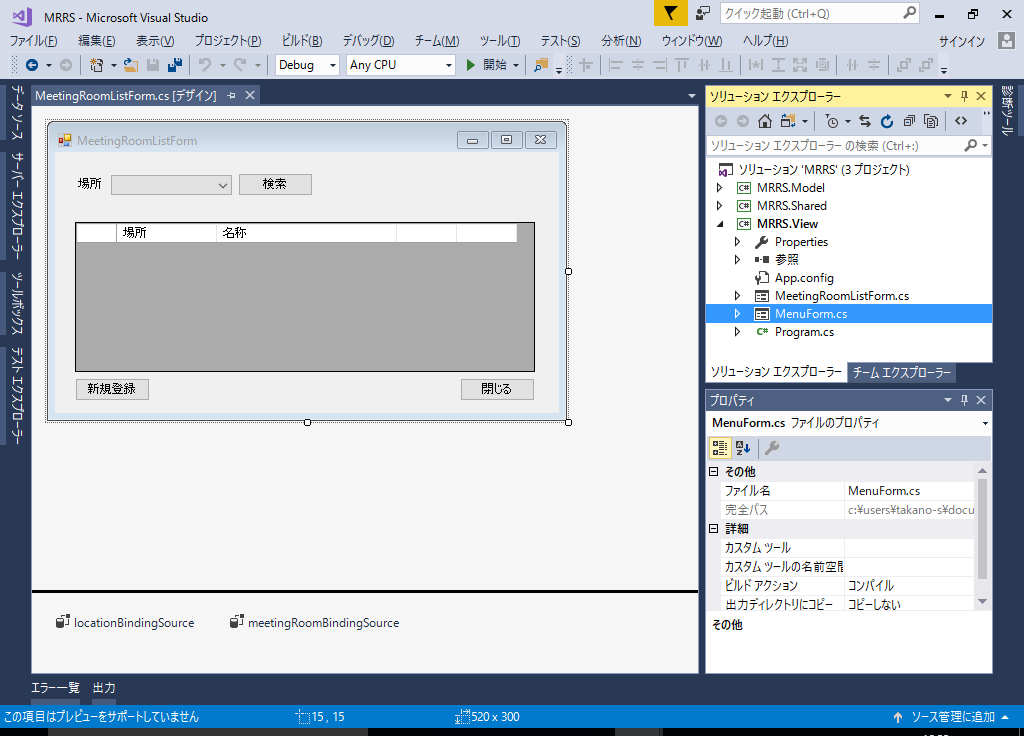 MRRS - Microsoft Visual Studio
クイック起動 (Ctrl+Q)
ファイル(F) 編集(E) 表示(V) プロジェクト(P) ビルド(B) デバッグ(D) チーム(M) ツール(T) テスト(S) 分析(N) ウィンドウ(W) ヘルプ(H) サインイン
Debug Any CPU 開始
データ ソース
サーバー エクスプローラー
ツールボックス
テスト エクスプローラー
MeetingRoomListForm.cs [デザイン]
MeetingRoomListForm
場所 検索
場所 名称
新規登録 閉じる
locationBindingSource meetingRoomBindingSource
ソリューション エクスプローラー
ソリューション エクスプローラー の検索 (Ctrl+:)
ソリューション 'MRRS' (3 プロジェクト)
MRRS.Model
MRRS.Shared
MRRS.View
Properties
参照
App.config
MeetingRoomListForm.cs
MenuForm.cs
Program.cs
ソリューション エクスプローラー チーム エクスプローラー
プロパティ
MenuForm.cs ファイルのプロパティ
その他
ファイル名 MenuForm.cs
完全パス c:¥users¥takano-s¥docu
詳細
カスタム ツール
カスタム ツールの名前空間
ビルド アクション コンパイル
出力ディレクトリにコピー コピーしない
その他
診断ツール
エラー一覧 出力
この項目はプレビューをサポートしていません 15 , 15 520 x 300 ソース管理に追加